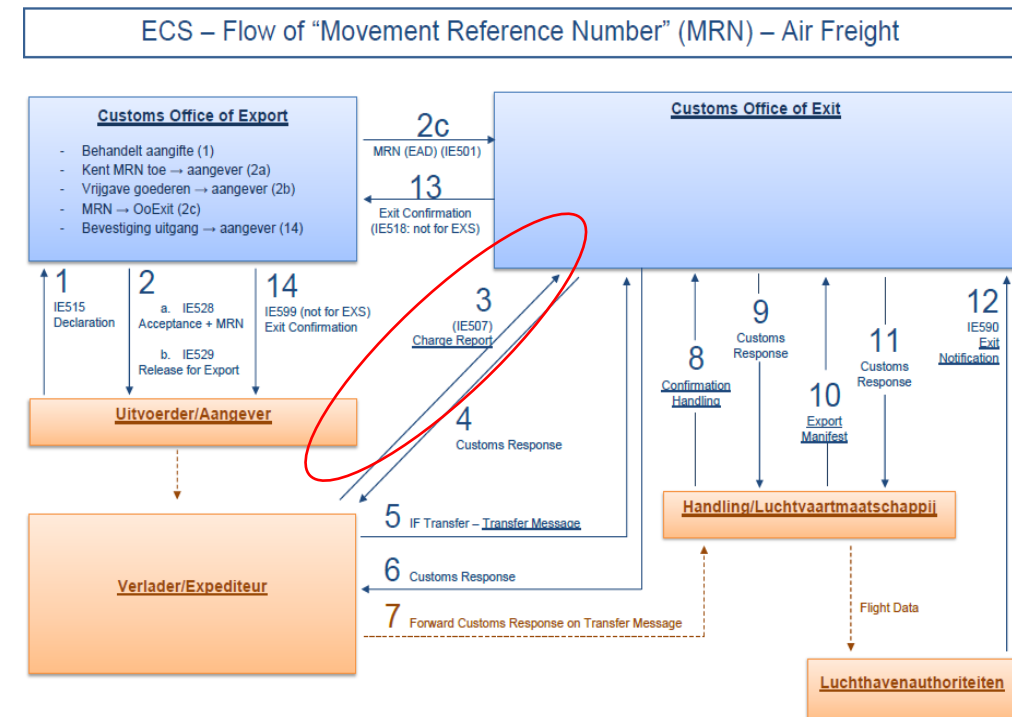 ECS – Flow of “Movement Reference Number” (MRN) – Air Freight
Customs Office of Export
- Behandelt aangifte (1)
- Kent MRN toe → aangever (2a)
- Vrijgave goederen → aangever (2b)
- MRN → OoExit (2c)
- Bevestiging uitgang → aangever (14)
2c
MRN (EAD) (IE501)
13
Exit Confirmation
(IE518: not for EXS)
Customs Office of Exit
1
IE515
Declaration
2
a. IE528
Acceptance + MRN
b. IE529
Release for Export
14
IE599 (not for EXS)
Exit Confirmation
3
(IE507)
Charge Report
4
Customs Response
8
Confirmation
Handling
9
Customs
Response
10
Export
Manifest
11
Customs
Response
12
IE590
Exit
Notification
Uitvoerder/Aangever
5 IF Transfer – Transfer Message
6 Customs Response
7 Forward Customs Response on Transfer Message
Verlader/Expediteur
Handling/Luchtvaartmaatschappij
Flight Data
Luchthavenauthoriteiten